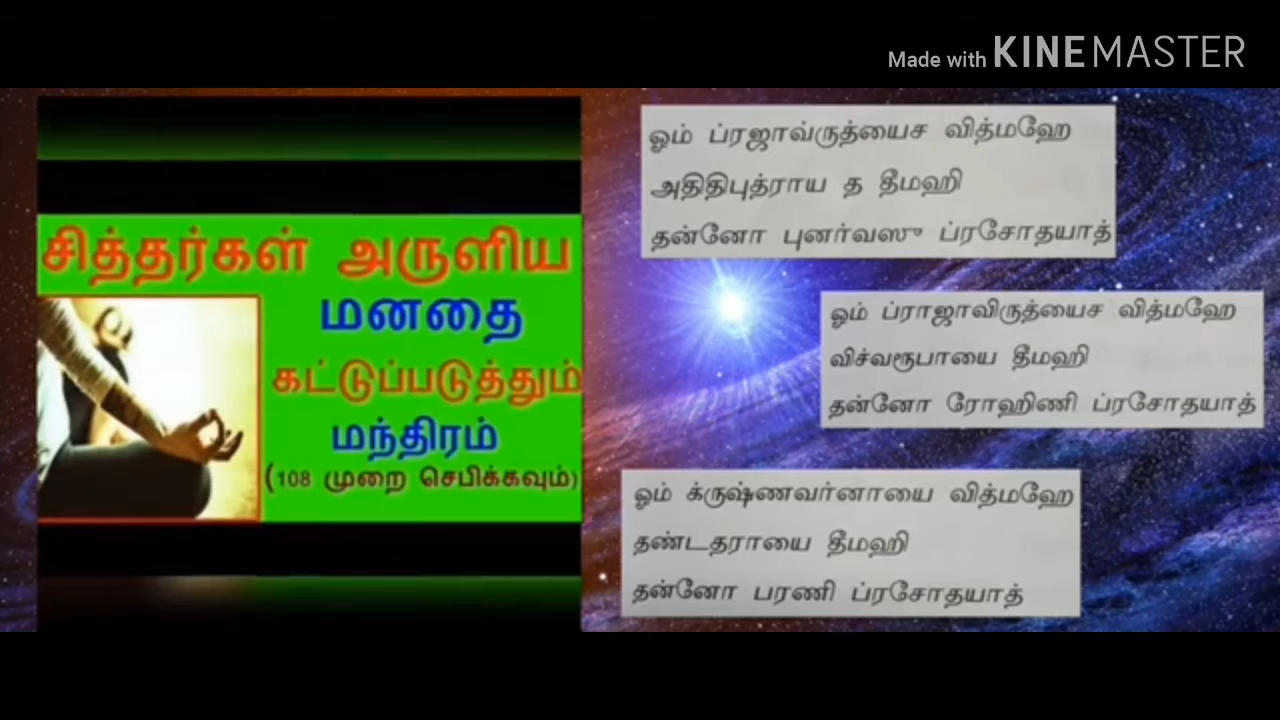 Made with KINEMASTER
சித்தர்கள் அருளிய
மனதை
கட்டுப்படுத்தும்
மந்திரம்
(108 முறை செபிக்கவும்)
ஓம் ப்ரஜாவ்ருத்யைச வித்மஹே
அதிதிபுத்ராய த தீமஹி
தன்னோ புனர்வஸு ப்ரசோதயாத்
ஓம் ப்ராஜாவிருத்யைச வித்மஹே
விச்வரூபாயை தீமஹி
தன்னோ ரோஹிணி ப்ரசோதயாத்
ஓம் க்ருஷ்ணவர்னாயை வித்மஹே
தண்டதராயை தீமஹி
தன்னோ பரணி ப்ரசோதயாத்